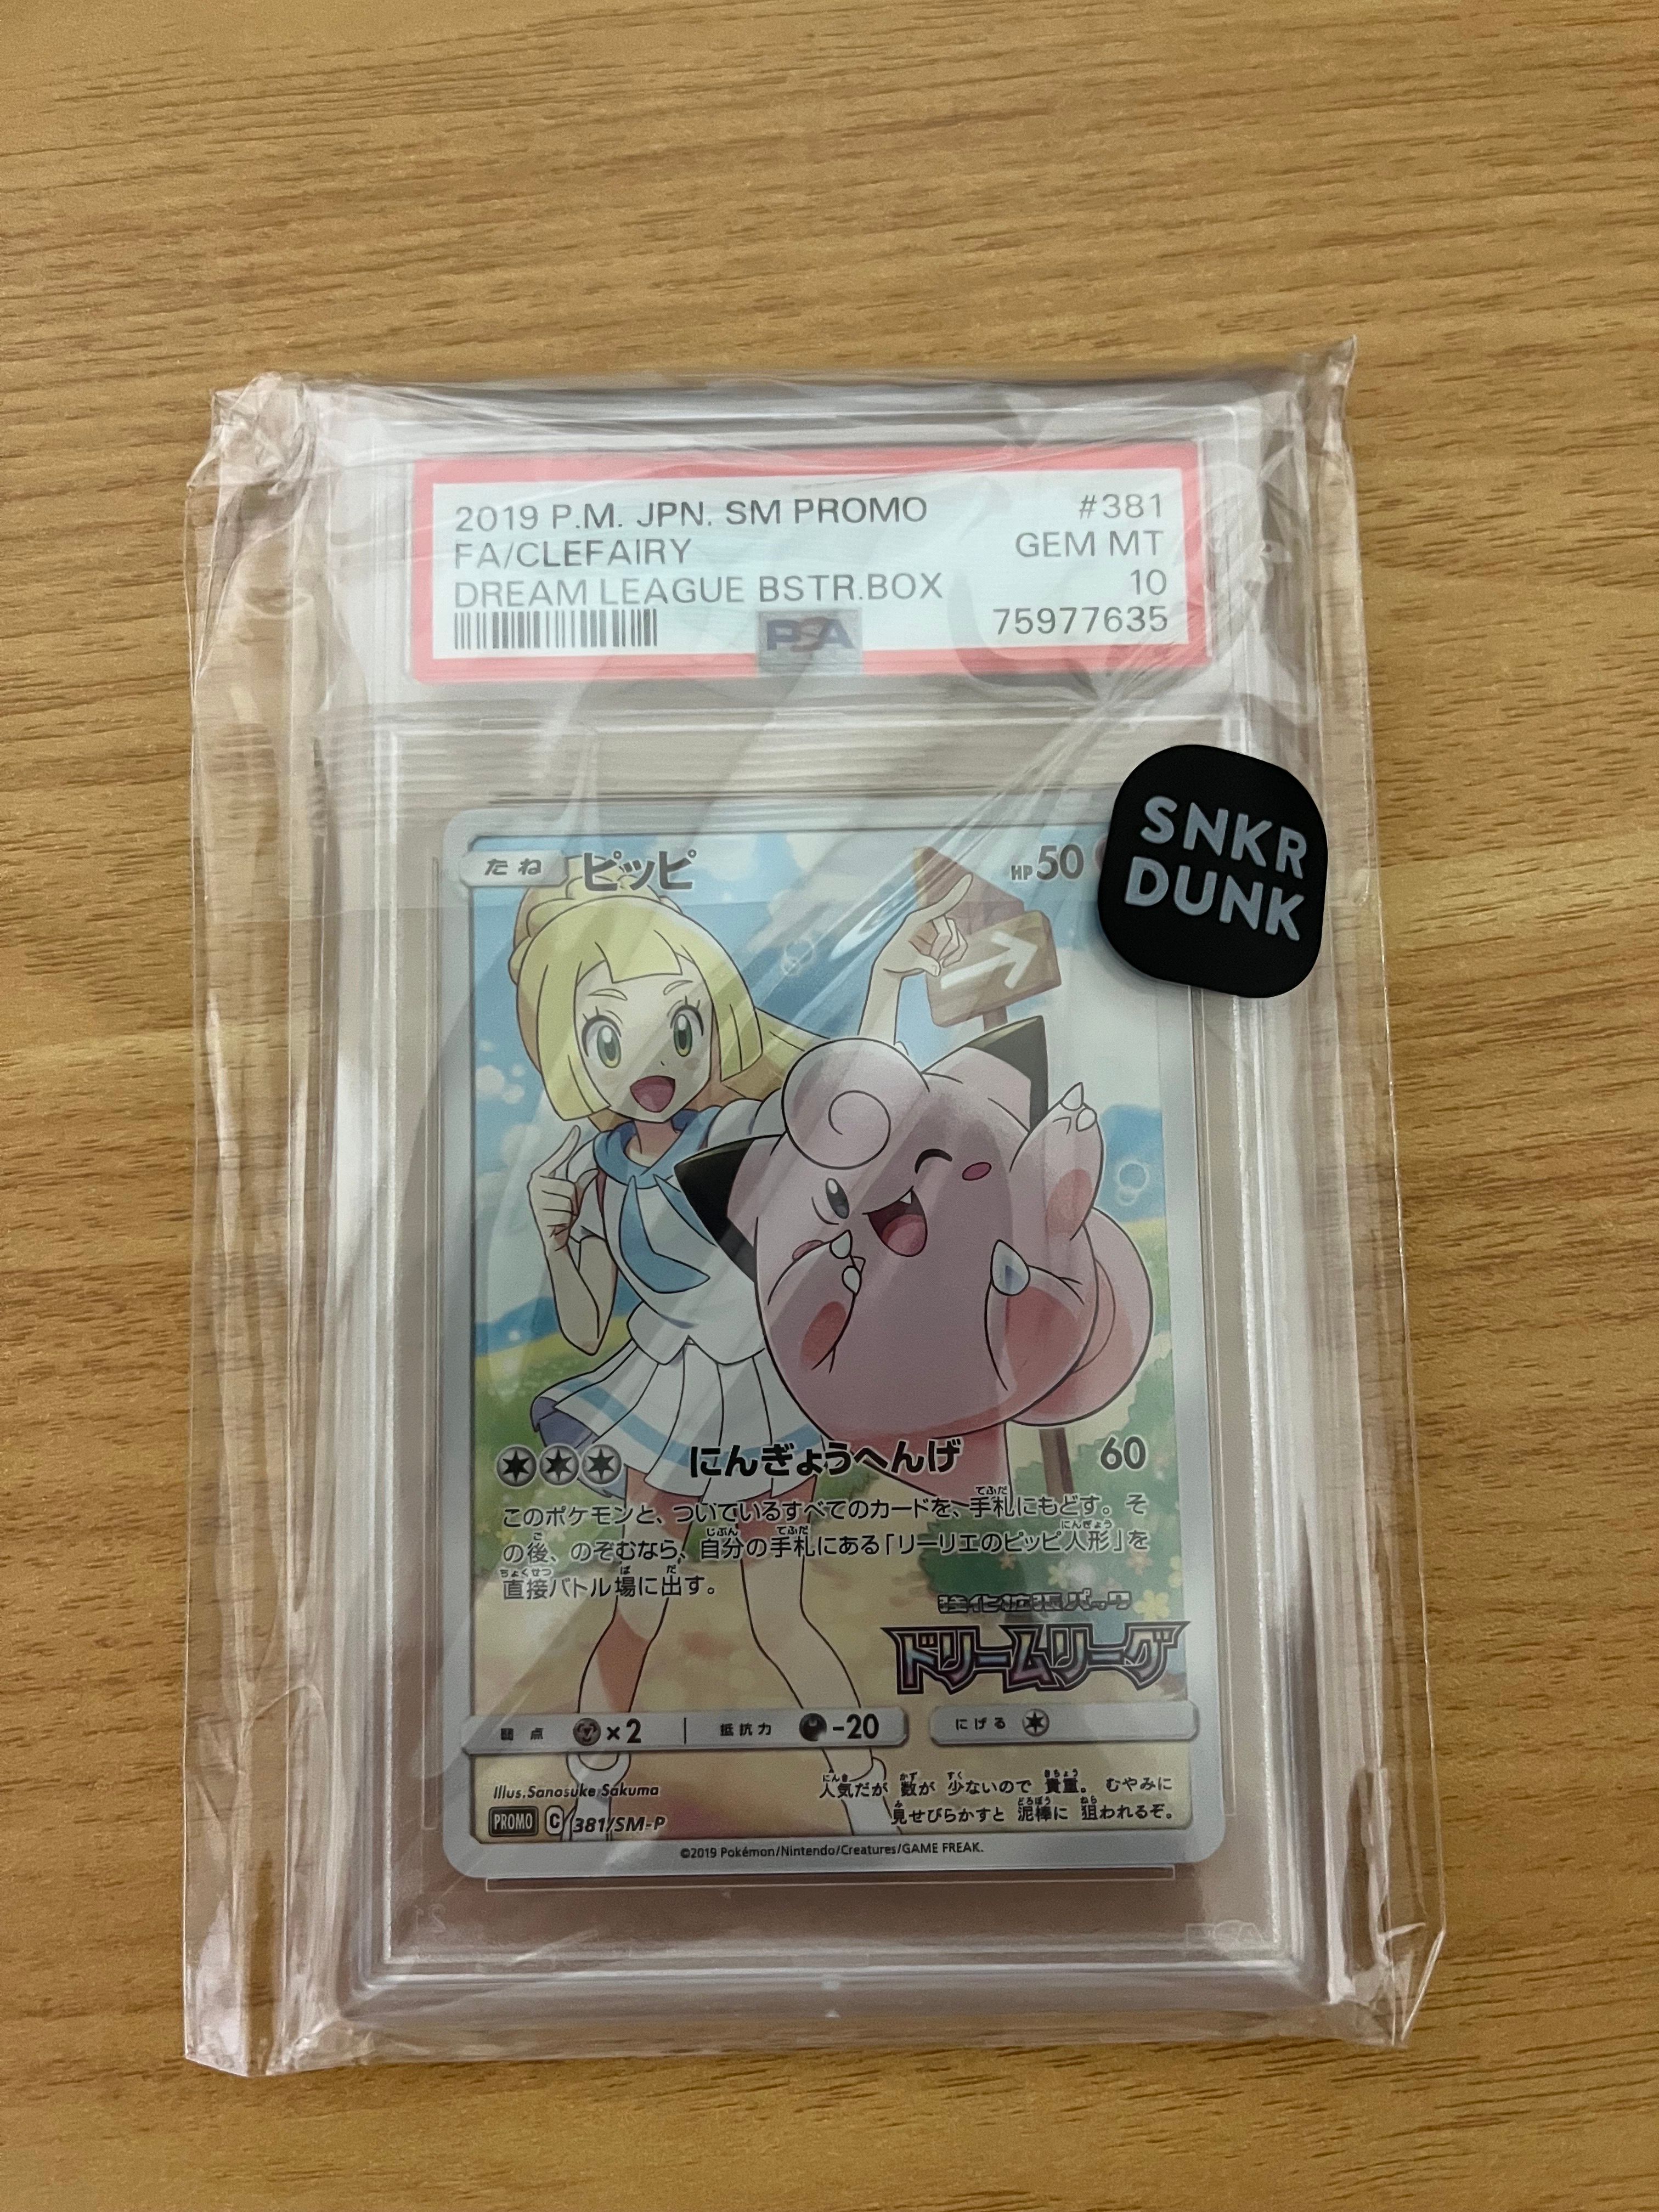 2019 P.M. JPN. SM PROMO #381
FA/CLEFAIRY GEM MT
DREAM LEAGUE BSTR.BOX 10
75977635
PSA
SNKR
DUNK
たね ピッピ HP50
にんぎょうへんげ 60
このポケモンと、ついているすべてのカードを、手札にもどす。そ
の後、のぞむなら、自分の手札にある「リーリエのピッピ人形」を
直接バトル場に出す。
強化拡張パック
ドリームリーグ
弱点 ×2 抵抗力 -20 にげる
Illus.Sanosuke Sakuma
人気だが 数が 少ないので 貴重。 むやみに
見せびらかすと 泥棒に 狙われるぞ。
PROMO C 381/SM-P
©2019 Pokémon/Nintendo/Creatures/GAME FREAK.